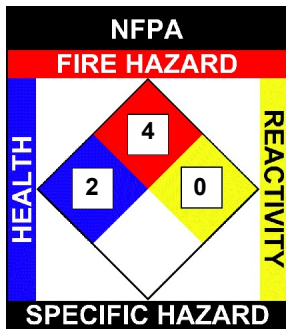 NFPA
FIRE HAZARD
4
HEALTH
2
0
REACTIVITY
SPECIFIC HAZARD